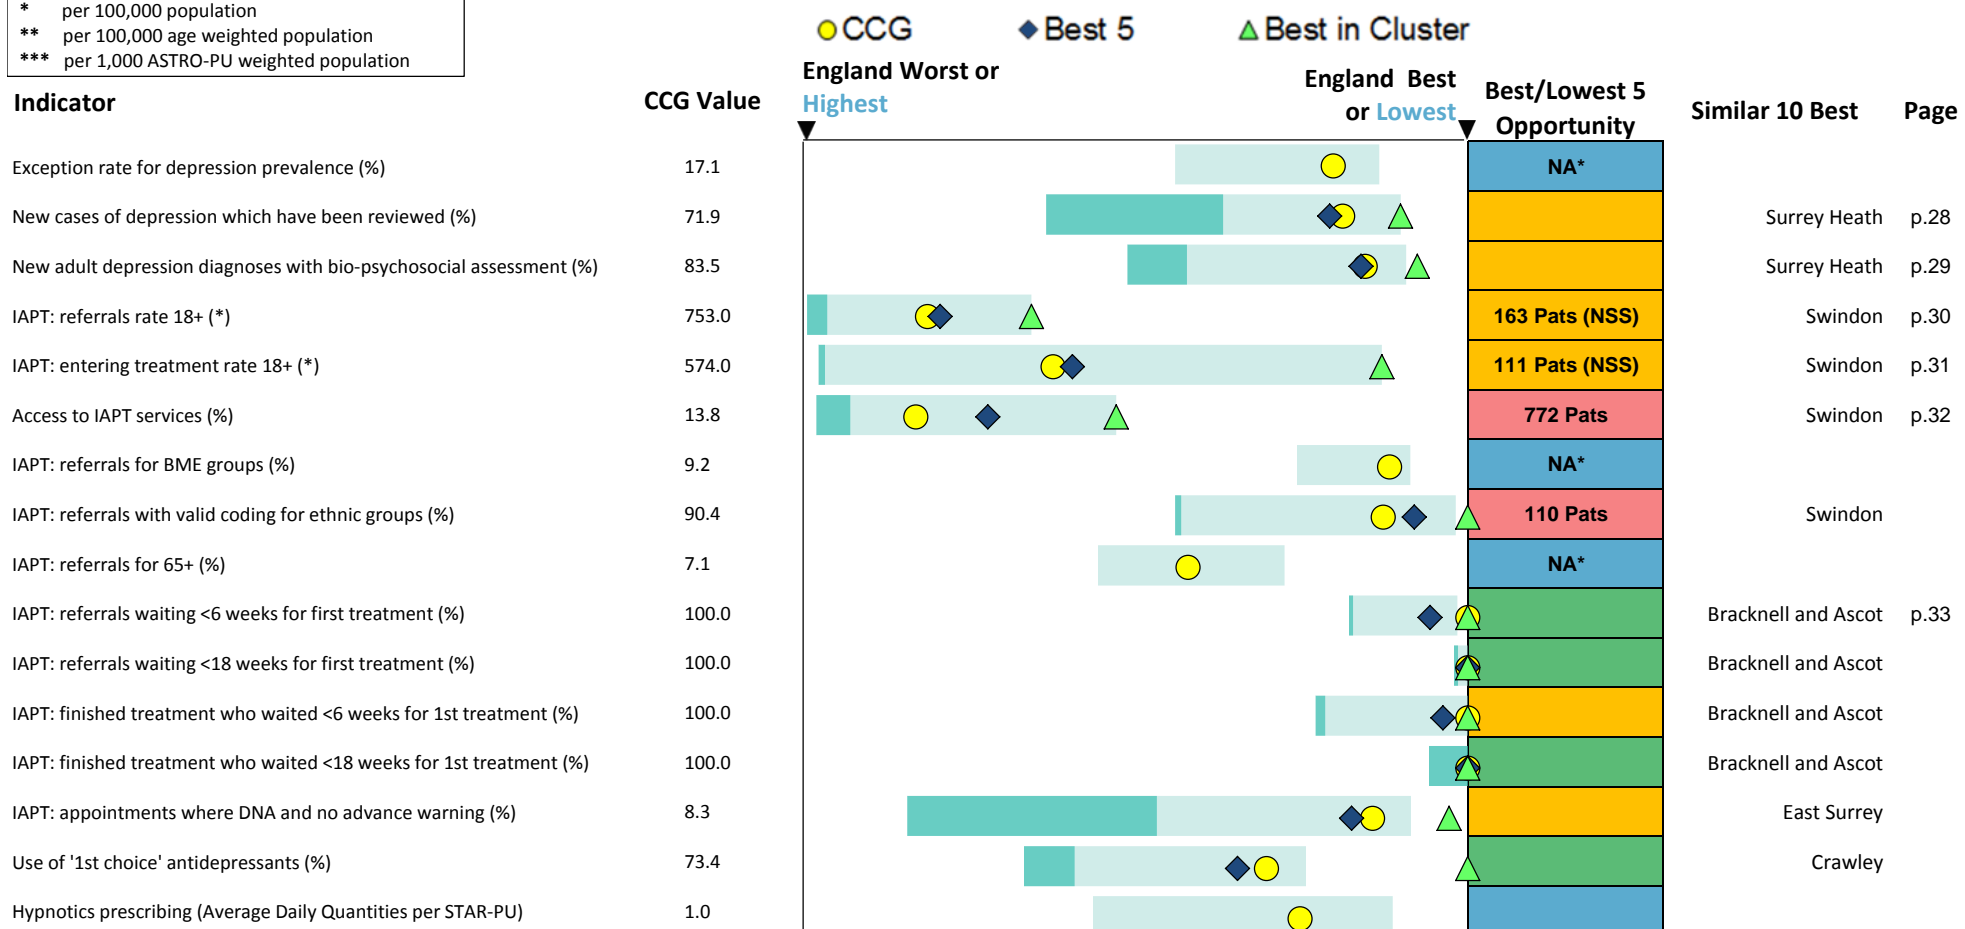 * per 100,000 population
** per 100,000 age weighted population
*** per 1,000 ASTRO-PU weighted population
CCG Best 5 Best in Cluster
Indicator CCG Value England Worst or Highest England Best or Lowest Best/Lowest 5 Opportunity Similar 10 Best Page
Exception rate for depression prevalence (%) 17.1 NA*
New cases of depression which have been reviewed (%) 71.9 Surrey Heath p.28
New adult depression diagnoses with bio-psychosocial assessment (%) 83.5 Surrey Heath p.29
IAPT: referrals rate 18+ (*) 753.0 163 Pats (NSS) Swindon p.30
IAPT: entering treatment rate 18+ (*) 574.0 111 Pats (NSS) Swindon p.31
Access to IAPT services (%) 13.8 772 Pats Swindon p.32
IAPT: referrals for BME groups (%) 9.2 NA*
IAPT: referrals with valid coding for ethnic groups (%) 90.4 110 Pats Swindon
IAPT: referrals for 65+ (%) 7.1 NA*
IAPT: referrals waiting <6 weeks for first treatment (%) 100.0 Bracknell and Ascot p.33
IAPT: referrals waiting <18 weeks for first treatment (%) 100.0 Bracknell and Ascot
IAPT: finished treatment who waited <6 weeks for 1st treatment (%) 100.0 Bracknell and Ascot
IAPT: finished treatment who waited <18 weeks for 1st treatment (%) 100.0 Bracknell and Ascot
IAPT: appointments where DNA and no advance warning (%) 8.3 East Surrey
Use of '1st choice' antidepressants (%) 73.4 Crawley
Hypnotics prescribing (Average Daily Quantities per STAR-PU) 1.0